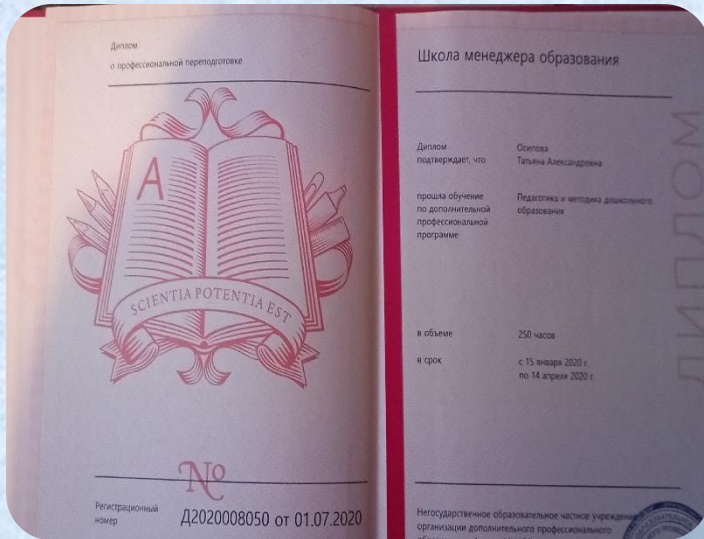 Диплом
о профессиональной переподготовке
A
SCIENTIA POTENTIA EST
No
Регистрационный
номер
Д2020008050 от 01.07.2020
Школа менеджера образования
Диплом
подтверждает, что
Осипова
Татьяна Александровна
прошла обучение
по дополнительной
профессиональной
программе
Педагогика и методика дошкольного
образования
в объеме
250 часов
в срок
с 15 января 2020 г.
по 14 апреля 2020 г.
Негосударственное образовательное частное учреждение
организации дополнительного профессионального
ДИПЛОМ